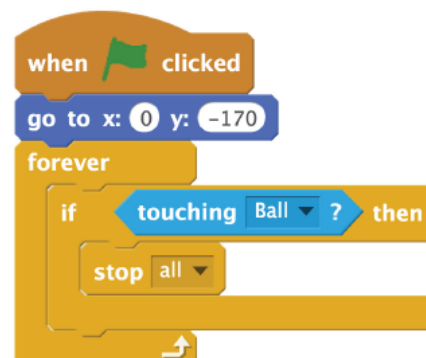 when clicked
go to x: 0 y: -170
forever
if touching Ball ? then
stop all